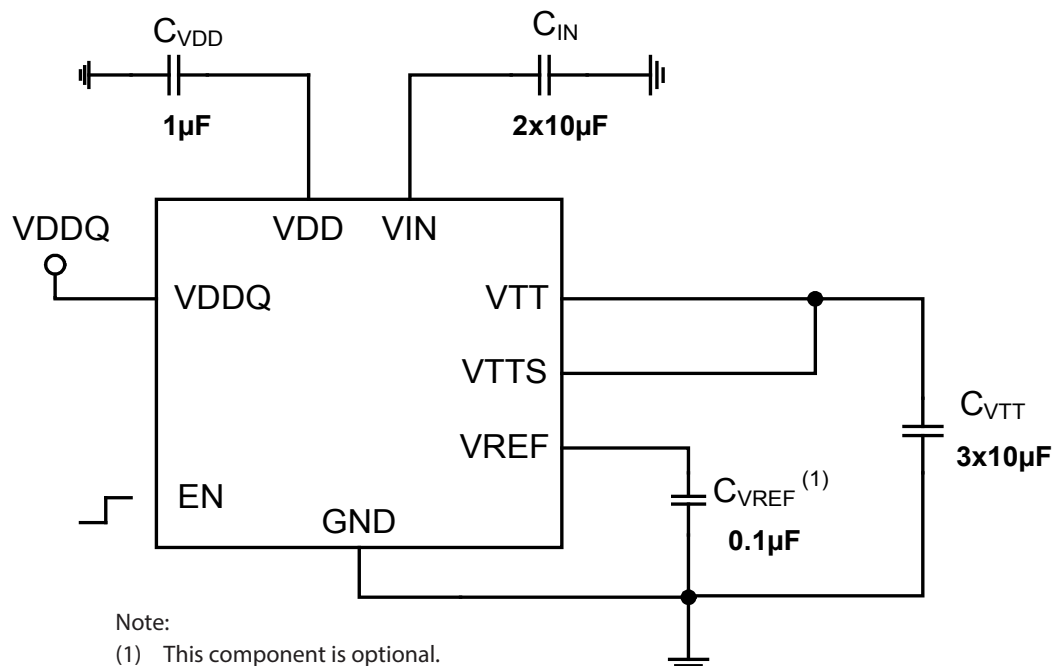 CVDD
1µF
CIN
2x10µF
VDD
VIN
VDDQ
VDDQ
VTT
VTTS
VREF
EN
GND
CVTT
3x10µF
CVREF (1)
0.1µF
Note:
(1) This component is optional.